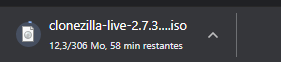 clonezilla-live-2.7.3....iso
12,3/306 Mo, 58 min restantes